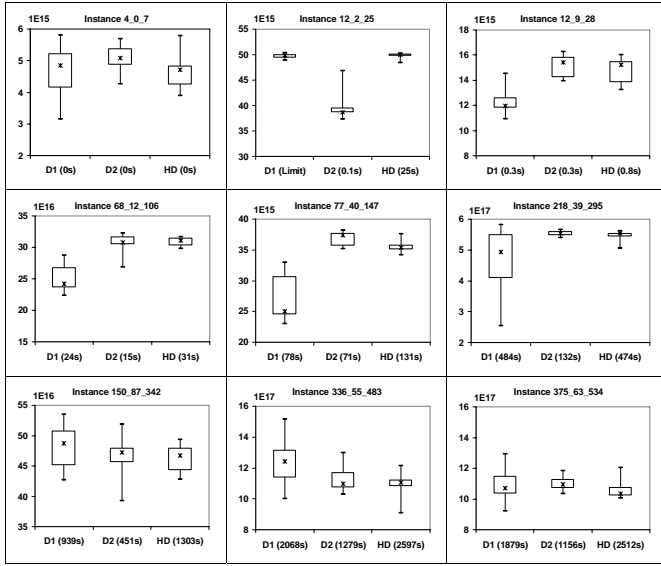 1E15 Instance 4_0_7
6
5
4
3
2
D1 (0s) D2 (0s) HD (0s)
1E15 Instance 12_2_25
55
50
45
40
35
30
D1 (Limit) D2 (0.1s) HD (25s)
1E15 Instance 12_9_28
18
16
14
12
10
8
D1 (0.3s) D2 (0.3s) HD (0.8s)
1E16 Instance 68_12_106
35
30
25
20
15
D1 (24s) D2 (15s) HD (31s)
1E15 Instance 77_40_147
40
35
30
25
20
D1 (78s) D2 (71s) HD (131s)
1E17 Instance 218_39_295
6
5
4
3
2
D1 (484s) D2 (132s) HD (474s)
1E16 Instance 150_87_342
55
50
45
40
35
D1 (939s) D2 (451s) HD (1303s)
1E17 Instance 336_55_483
16
14
12
10
8
D1 (2068s) D2 (1279s) HD (2597s)
1E17 Instance 375_63_534
16
14
12
10
8
D1 (1879s) D2 (1156s) HD (2512s)